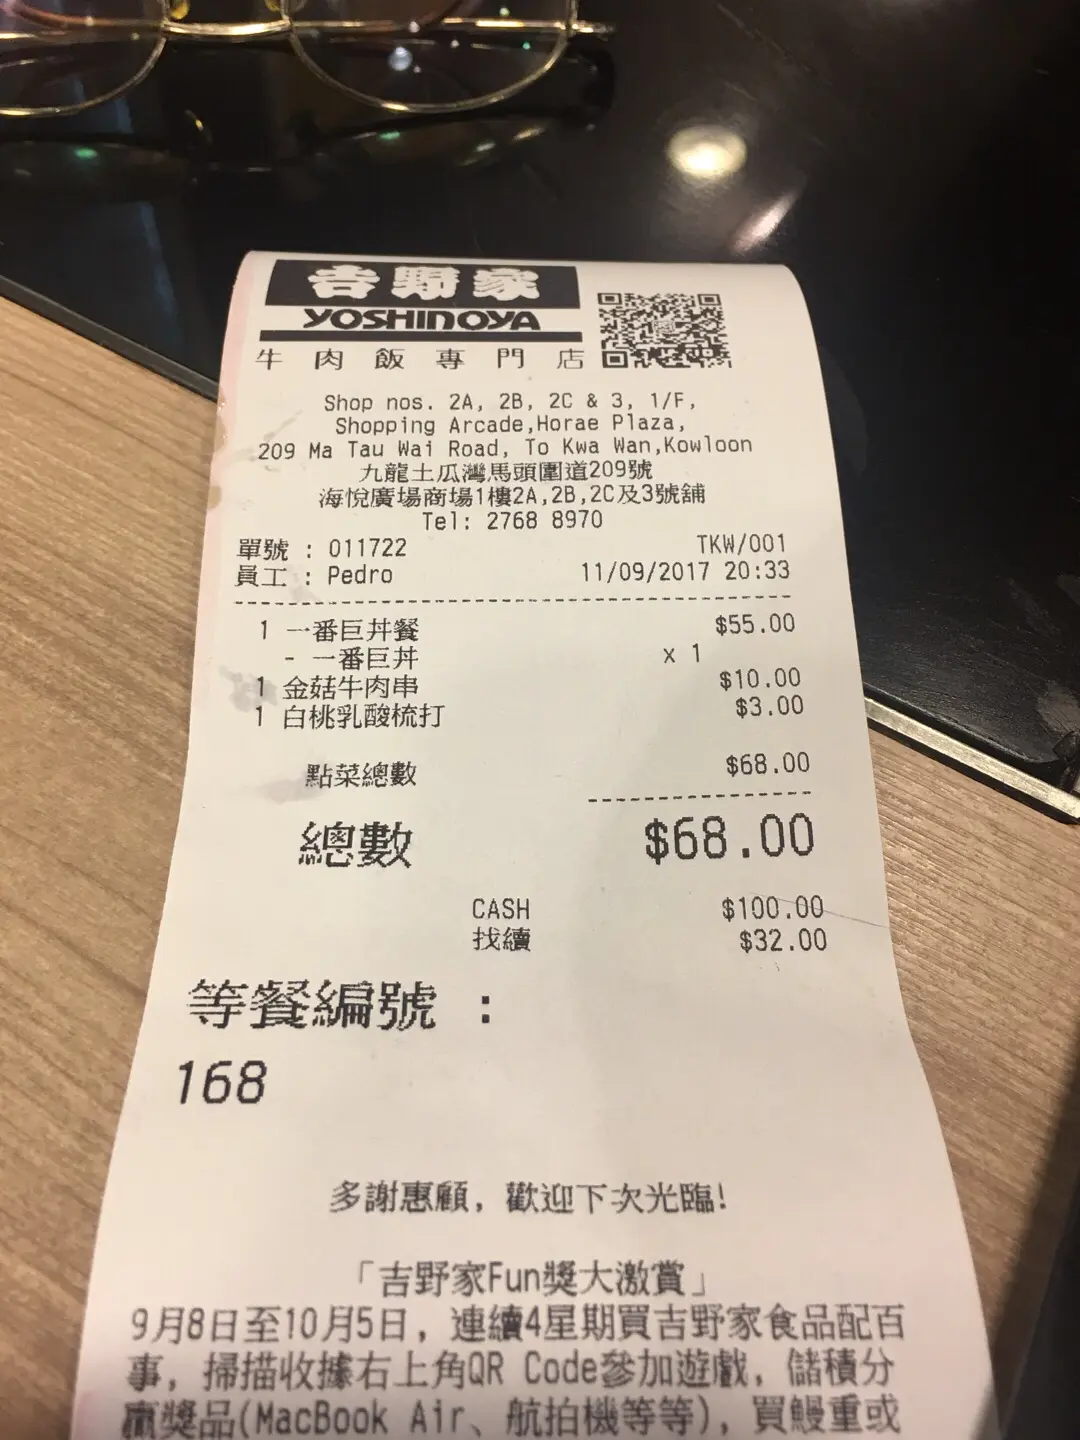 吉野家
YOSHINOYA
牛肉飯專門店
Shop nos. 2A, 2B, 2C & 3, 1/F,
Shopping Arcade,Horae Plaza,
209 Ma Tau Wai Road, To Kwa Wan,Kowloon
九龍土瓜灣馬頭圍道209號
海悅廣場商場1樓2A,2B,2C及3號舖
Tel: 2768 8970
單號 : 011722 TKW/001
員工 : Pedro 11/09/2017 20:33
1 一番巨丼餐 $55.00
- 一番巨丼 x 1
1 金菇牛肉串 $10.00
1 白桃乳酸梳打 $3.00
點菜總數 $68.00
總數 $68.00
CASH $100.00
找續 $32.00
等餐編號 :
168
多謝惠顧, 歡迎下次光臨!
「吉野家Fun獎大激賞」
9月8日至10月5日, 連續4星期買吉野家食品配百
事, 掃描收據右上角QR Code參加遊戲, 儲積分
贏獎品(MacBook Air、航拍機等等), 買鰻重或